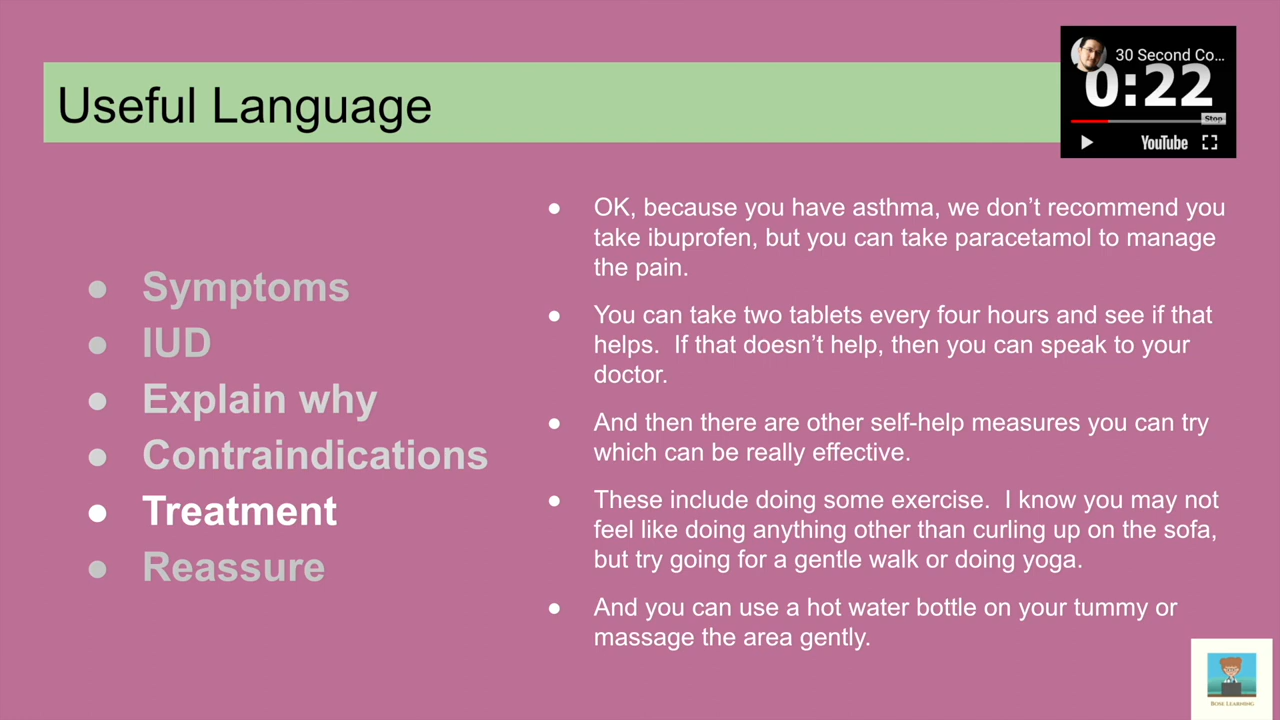 30 Second Co...
0:22
Stop
YouTube
Useful Language
● Symptoms
● IUD
● Explain why
● Contraindications
● Treatment
● Reassure
● OK, because you have asthma, we don’t recommend you
take ibuprofen, but you can take paracetamol to manage
the pain.
● You can take two tablets every four hours and see if that
helps.  If that doesn’t help, then you can speak to your
doctor.
● And then there are other self-help measures you can try
which can be really effective.
● These include doing some exercise.  I know you may not
feel like doing anything other than curling up on the sofa,
but try going for a gentle walk or doing yoga.
● And you can use a hot water bottle on your tummy or
massage the area gently.